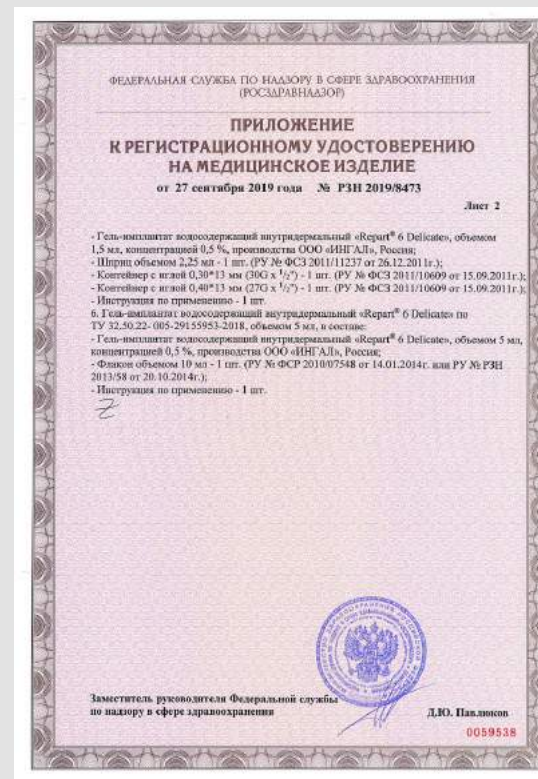 ФЕДЕРАЛЬНАЯ СЛУЖБА ПО НАДЗОРУ В СФЕРЕ ЗДРАВООХРАНЕНИЯ
(РОСЗДРАВНАДЗОР)
ПРИЛОЖЕНИЕ
К РЕГИСТРАЦИОННОМУ УДОСТОВЕРЕНИЮ
НА МЕДИЦИНСКОЕ ИЗДЕЛИЕ
от 27 сентября 2019 года № РЗН 2019/8473
Лист 2
- Гель-имплантат водосодержащий внутридермальный «Repart® 6 Delicate», объемом
1,5 мл, концентрацией 0,5 %, производства ООО «ИНГАЛ», Россия;
- Шприц объемом 2,25 мл - 1 шт. (РУ № ФСЗ 2011/11237 от 26.12.2011г.);
- Контейнер с иглой 0,30*13 мм (30G x 1/2") - 1 шт. (РУ № ФСЗ 2011/10609 от 15.09.2011г.);
- Контейнер с иглой 0,40*13 мм (27G x 1/2") - 1 шт. (РУ № ФСЗ 2011/10609 от 15.09.2011г.);
- Инструкция по применению - 1 шт.
6. Гель-имплантат водосодержащий внутридермальный «Repart® 6 Delicate» по
ТУ 32.50.22- 005-29155953-2018, объемом 5 мл, в составе:
- Гель-имплантат водосодержащий внутридермальный «Repart® 6 Delicate», объемом 5 мл,
концентрацией 0,5 %, производства ООО «ИНГАЛ», Россия;
- Флакон объемом 10 мл - 1 шт. (РУ № ФСР 2010/07548 от 14.01.2014г. или РУ № РЗН
2013/58 от 20.10.2014г.);
- Инструкция по применению - 1 шт.
Заместитель руководителя Федеральной службы
по надзору в сфере здравоохранения
Д.Ю. Павлюков
0059538